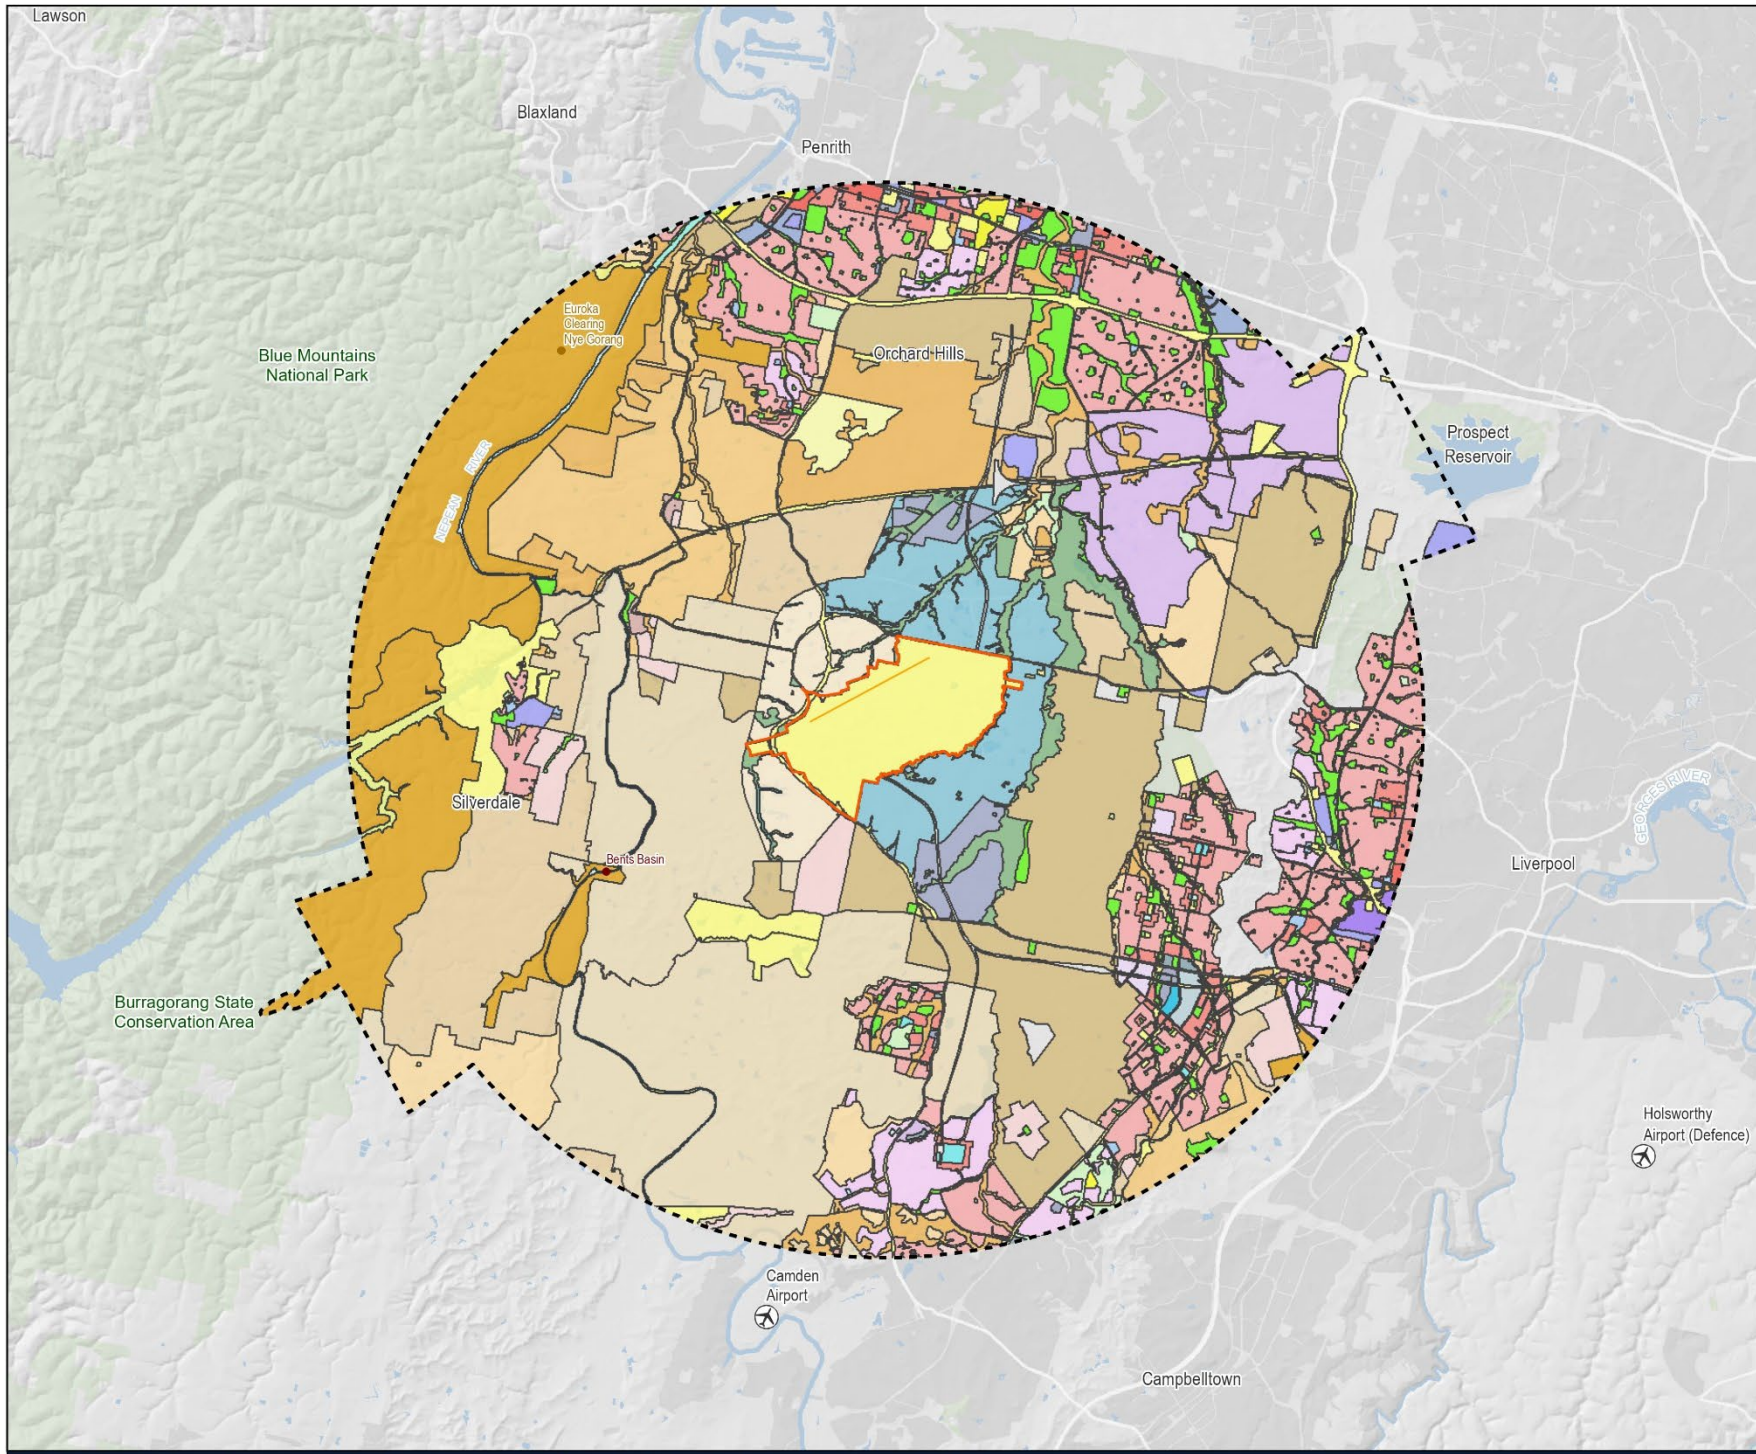 Lawson
Blaxland
Penrith
Euroka
Clearing
Nye Gorang
Blue Mountains
National Park
Orchard Hills
Prospect
Reservoir
NEPEAN
RIVER
Silverdale
GEORGES RIVER
Bents Basin
Liverpool
Burragorang State
Conservation Area
Holsworthy
Airport (Defence)
Camden
Airport
Campbelltown